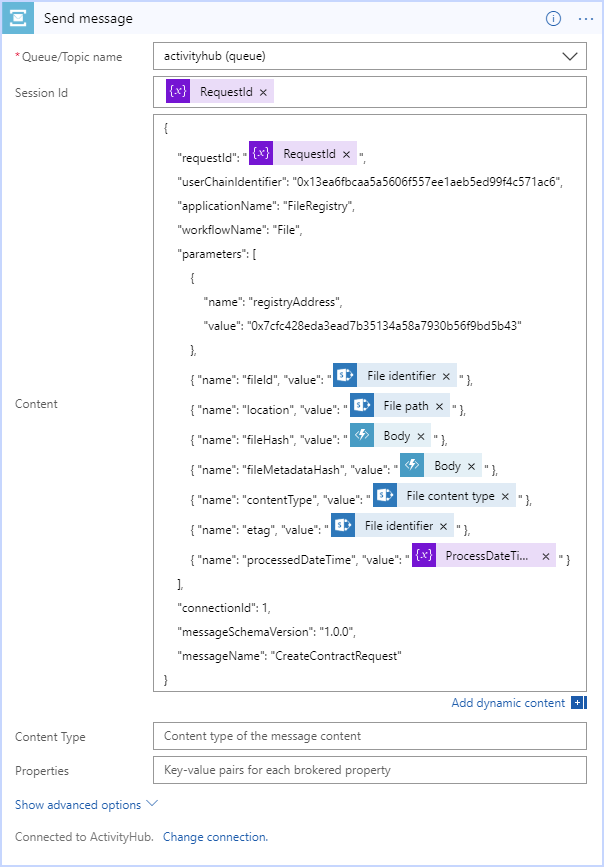 Send message
* Queue/Topic name
activityhub (queue)
Session Id
RequestId ×
Content
{
"requestId": " {x} RequestId × ",
"userChainIdentifier": "0x13ea6fbcaa5a5606f557ee1aeb5ed99f4c571ac6",
"applicationName": "FileRegistry",
"workflowName": "File",
"parameters": [
{
"name": "registryAddress",
"value": "0x7cfc428eda3ead7b35134a58a7930b56f9bd5b43"
},
{ "name": "fileId", "value": " File identifier × " },
{ "name": "location", "value": " File path × " },
{ "name": "fileHash", "value": " Body × " },
{ "name": "fileMetadataHash", "value": " Body × " },
{ "name": "contentType", "value": " File content type × " },
{ "name": "etag", "value": " File identifier × " },
{ "name": "processedDateTime", "value": " {x} ProcessDateTi... × " }
],
"connectionId": 1,
"messageSchemaVersion": "1.0.0",
"messageName": "CreateContractRequest"
}
Add dynamic content
Content Type
Content type of the message content
Properties
Key-value pairs for each brokered property
Show advanced options
Connected to ActivityHub. Change connection.